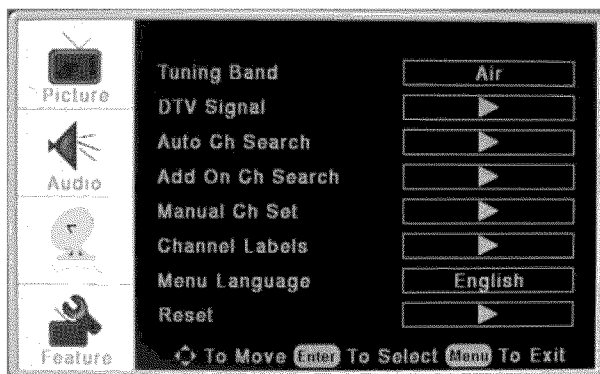 Picture
Audio
Feature
Tuning Band Air
DTV Signal
Auto Ch Search
Add On Ch Search
Manual Ch Set
Channel Labels
Menu Language English
Reset
To Move Enter To Select Menu To Exit